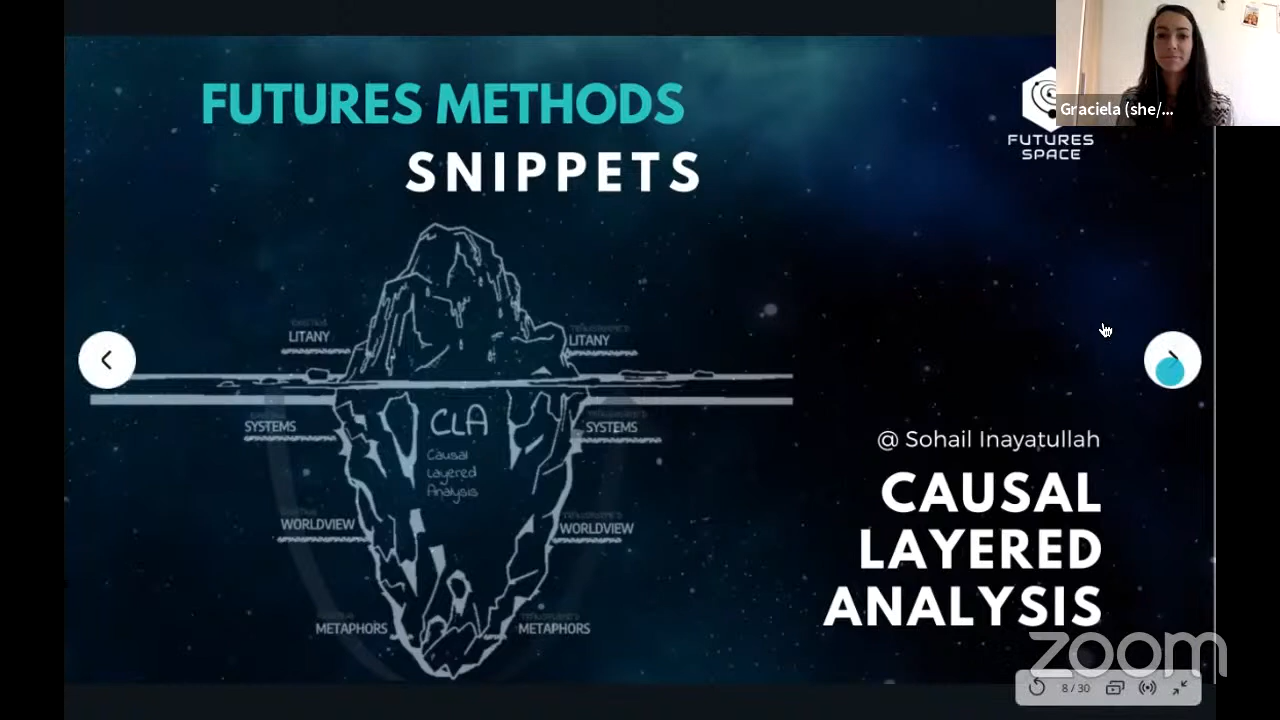 FUTURES METHODS
SNIPPETS
Graciela (she/...
FUTURES
SPACE
LITANY
LITANY
SYSTEMS
SYSTEMS
CLA
Causal
Layered
Analysis
WORLDVIEW
WORLDVIEW
METAPHORS
METAPHORS
@ Sohail Inayatullah
CAUSAL
LAYERED
ANALYSIS
zoom
8 / 30